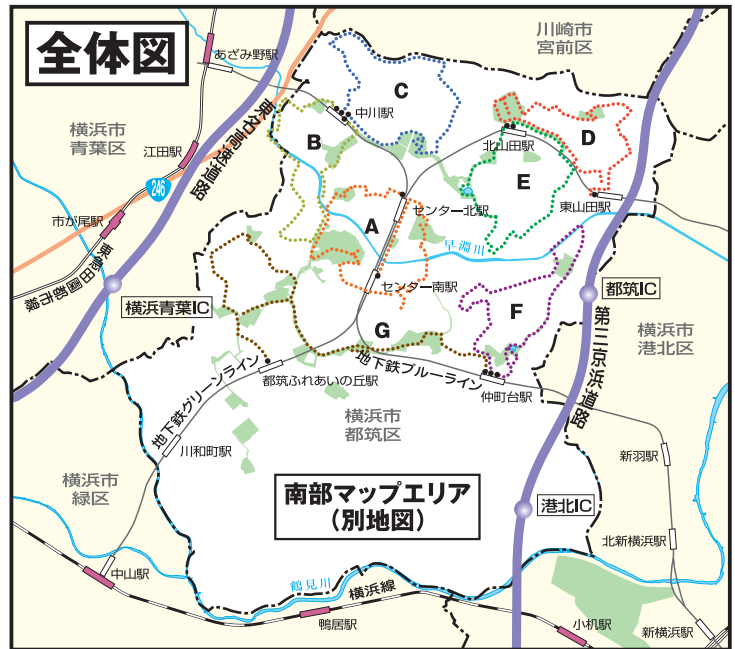 全体図
川崎市
宮前区
あざみ野駅
横浜市
青葉区
江田駅
246
東名高速道路
市が尾駅
東急田園都市線
横浜青葉IC
C
中川駅
B
D
北山田駅
E
東山田駅
A
センター北駅
早淵川
センター南駅
F
都筑IC
横浜市
港北区
第三京浜道路
G
地下鉄グリーンライン
都筑ふれあいの丘駅
地下鉄ブルーライン
仲町台駅
横浜市
都筑区
川和町駅
横浜市
緑区
南部マップエリア
（別地図）
新羽駅
港北IC
北新横浜駅
中山駅
鶴見川
横浜線
鴨居駅
小机駅
新横浜駅